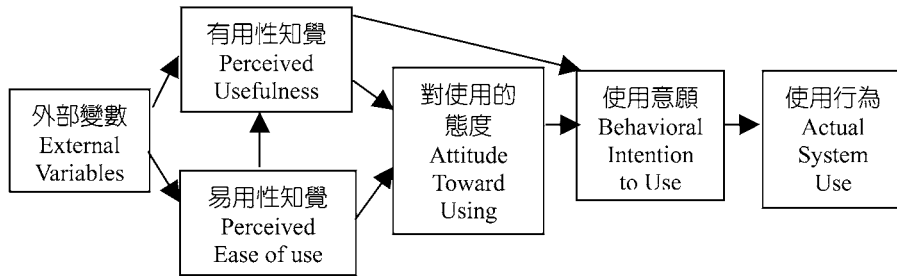 外部變數
External
Variables
有用性知覺
Perceived
Usefulness
易用性知覺
Perceived
Ease of use
對使用的
態度
Attitude
Toward
Using
使用意願
Behavioral
Intention
to Use
使用行為
Actual
System
Use